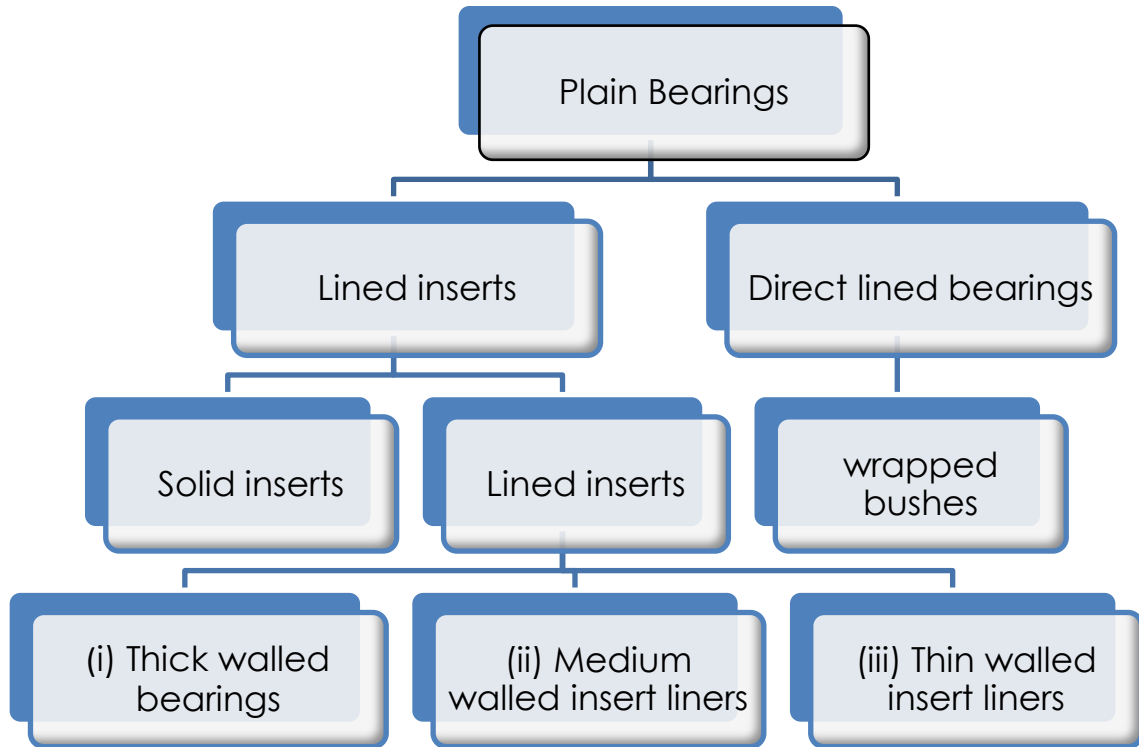 Plain Bearings
Lined inserts
Direct lined bearings
Solid inserts
Lined inserts
wrapped
bushes
(i) Thick walled
bearings
(ii) Medium
walled insert liners
(iii) Thin walled
insert liners